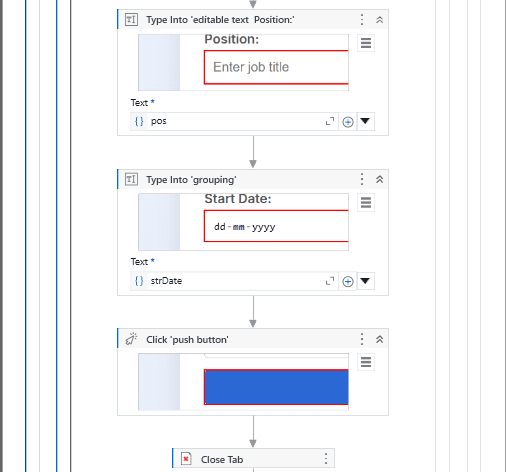 Type Into 'editable text  Position:'
Position:
Enter job title
Text *
{} pos
Type Into 'grouping'
Start Date:
dd-mm-yyyy
Text *
{} strDate
Click 'push button'
Close Tab